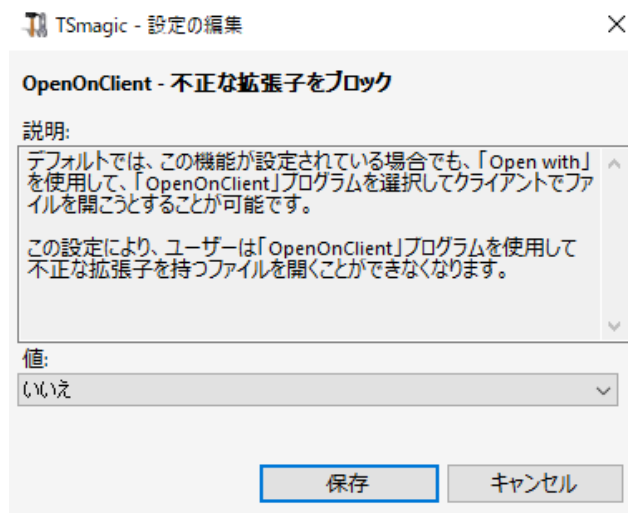 TSmagic - 設定の編集
OpenOnClient - 不正な拡張子をブロック
説明:
デフォルトでは、この機能が設定されている場合でも、「Open with」
を使用して、「OpenOnClient」プログラムを選択してクライアントでファ
イルを開こうとすることが可能です。
この設定により、ユーザーは「OpenOnClient」プログラムを使用して
不正な拡張子を持つファイルを開くことができなくなります。
値:
いいえ
保存
キャンセル